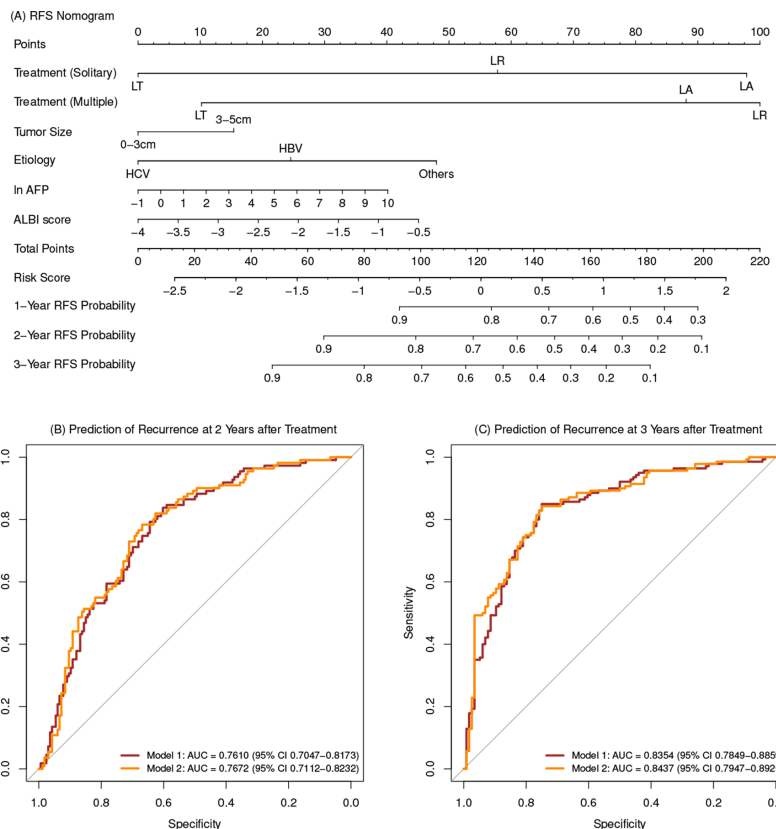 (A) RFS Nomogram
0 10 20 30 40 50 60 70 80 90 100
Points
LR
Treatment (Solitary)
LT LA
LA
Treatment (Multiple)
LT LR
3−5cm
Tumor Size
0−3cm
HBV
Etiology
HCV Others
ln AFP
−1 0 1 2 3 4 5 6 7 8 9 10
ALBI score
−4 −3.5 −3 −2.5 −2 −1.5 −1 −0.5
Total Points
0 20 40 60 80 100 120 140 160 180 200 220
Risk Score
−2.5 −2 −1.5 −1 −0.5 0 0.5 1 1.5 2
1−Year RFS Probability
0.9 0.8 0.7 0.6 0.5 0.4 0.3
2−Year RFS Probability
0.9 0.8 0.7 0.6 0.5 0.4 0.3 0.2 0.1
3−Year RFS Probability
0.9 0.8 0.7 0.6 0.5 0.4 0.3 0.2 0.1
(B) Prediction of Recurrence at 2 Years after Treatment
1.0
0.8
0.6
0.4
0.2
0.0
Model 1: AUC = 0.7610 (95% CI 0.7047−0.8173)
Model 2: AUC = 0.7672 (95% CI 0.7112−0.8232)
1.0 0.8 0.6 0.4 0.2 0.0
Specificity
(C) Prediction of Recurrence at 3 Years after Treatment
Sensitivity
1.0
0.8
0.6
0.4
0.2
0.0
Model 1: AUC = 0.8354 (95% CI 0.7849−0.885
Model 2: AUC = 0.8437 (95% CI 0.7947−0.892
1.0 0.8 0.6 0.4 0.2
Specificity